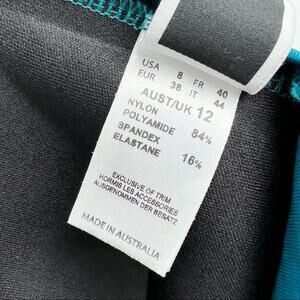 USA 8 FR 40
EUR 38 IT 44
AUST/UK 12
NYLON
POLYAMIDE 84%
SPANDEX
ELASTANE 16%
EXCLUSIVE OF TRIM
HORMIS LES ACCESSORIES
AUSGENOMMEN DER BESATZ
MADE IN AUSTRALIA